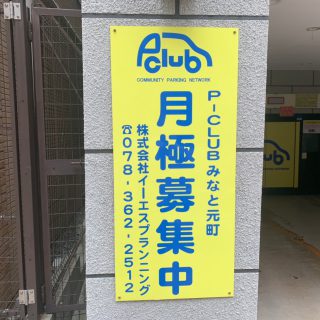 P-club
COMMUNITY PARKING NETWORK
P-CLUBみなと元町
月極募集中
株式会社イーエスプランニング
☎078-362-2512